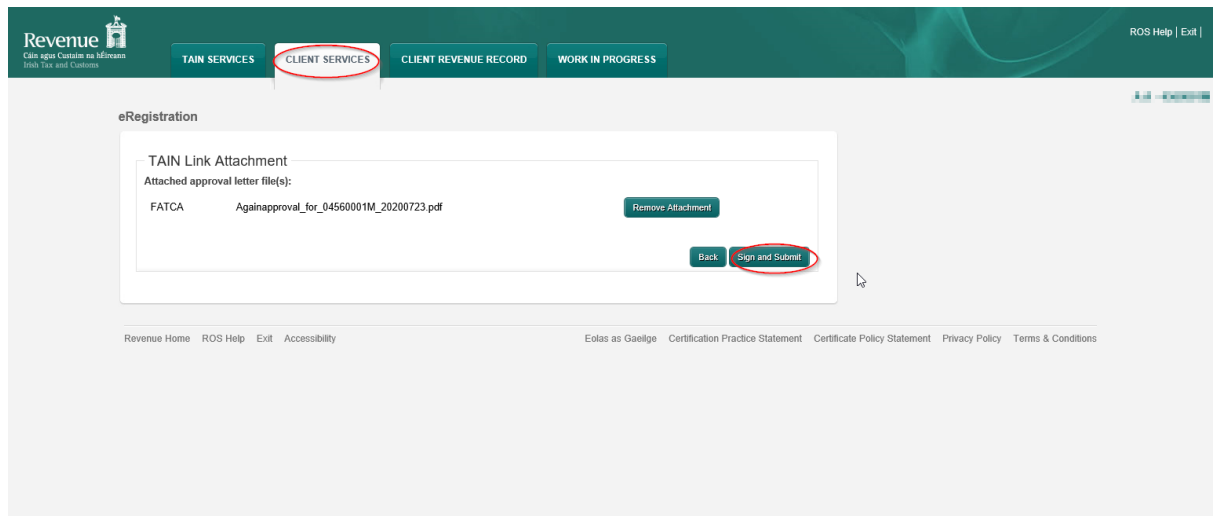 Revenue
Cáin agus Custaim na hÉireann
Irish Tax and Customs
TAIN SERVICES
CLIENT SERVICES
CLIENT REVENUE RECORD
WORK IN PROGRESS
ROS Help | Exit |
eRegistration
TAIN Link Attachment
Attached approval letter file(s):
FATCA Againapproval_for_04560001M_20200723.pdf Remove Attachment
Back Sign and Submit
Revenue Home ROS Help Exit Accessibility Eolas as Gaeilge Certification Practice Statement Certificate Policy Statement Privacy Policy Terms & Conditions